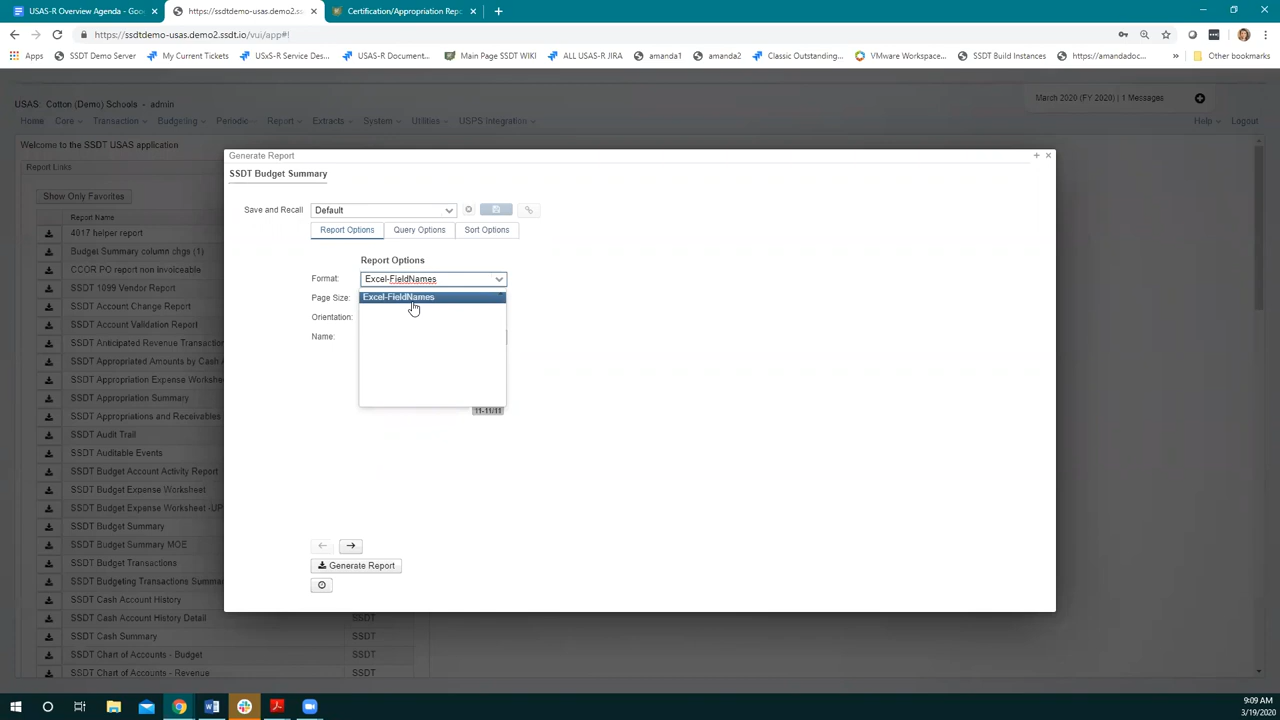 USAS-R Overview Agenda - Goo
https://ssdtdemo-usas.demo2.ssdt.io
Certification/Appropriation Repo
https://ssdtdemo-usas.demo2.ssdt.io/vui/app#!
Apps
SSDT Demo Server
My Current Tickets
USxS-R Service Des...
USAS-R Document...
Main Page SSDT WIKI
ALL USAS-R JIRA
amanda1
amanda2
Classic Outstanding...
VMware Workspace...
SSDT Build Instances
https://amandadoc...
»
Other bookmarks
USAS: Cotton (Demo) Schools - admin
March 2020 (FY 2020) | 1 Messages
Home Core Transaction Budgeting Periodic Report Extracts System Utilities USPS Integration Help Logout
Welcome to the SSDT USAS application
Report Links
Show Only Favorites
Report Name
4017 helper report
Budget Summary column chgs (1)
CCOR PO report non Invoiceable
SSDT 1099 Vendor Report
SSDT Account Change Report
SSDT Account Validation Report
SSDT Anticipated Revenue Transaction
SSDT Appropriated Amounts by Cash A
SSDT Appropriation Expense Workshee
SSDT Appropriation Summary
SSDT Appropriations and Receivables
SSDT Audit Trail
SSDT Auditable Events
SSDT Budget Account Activity Report
SSDT Budget Expense Worksheet
SSDT Budget Expense Worksheet -UP
SSDT Budget Summary
SSDT Budget Summary MOE
SSDT Budget Transactions
SSDT Budgeting Transactions Summa
SSDT Cash Account History
SSDT
SSDT Cash Account History Detail
SSDT
SSDT Cash Summary
SSDT
SSDT Chart of Accounts - Budget
SSDT
SSDT Chart of Accounts - Revenue
SSDT
Generate Report
SSDT Budget Summary
Save and Recall
Default
Report Options
Query Options
Sort Options
Report Options
Format:
Excel-FieldNames
Page Size:
Excel-FieldNames
Orientation:
Name:
11-11/11
Generate Report
9:09 AM
3/19/2020